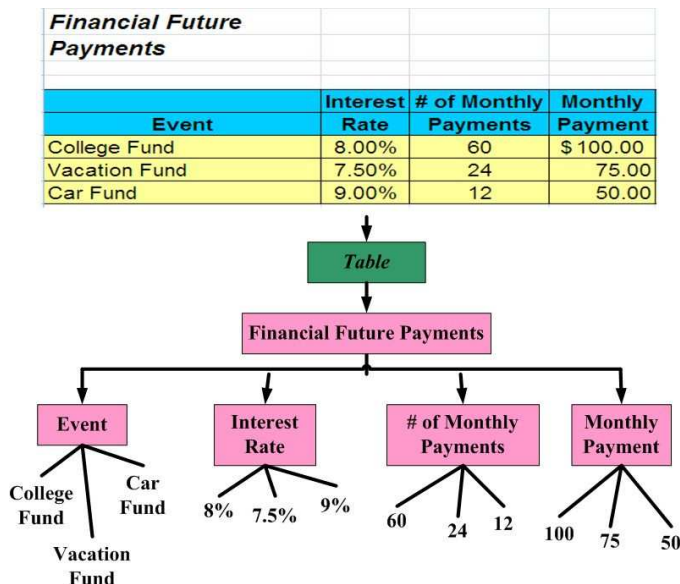 Financial Future
Payments
Interest # of Monthly Monthly
Event Rate Payments Payment
College Fund 8.00% 60 $ 100.00
Vacation Fund 7.50% 24 75.00
Car Fund 9.00% 12 50.00
Table
Financial Future Payments
Event
Interest
Rate
# of Monthly
Payments
Monthly
Payment
College
Fund
Vacation
Fund
Car
Fund
8%
7.5%
9%
60
24
12
100
75
50